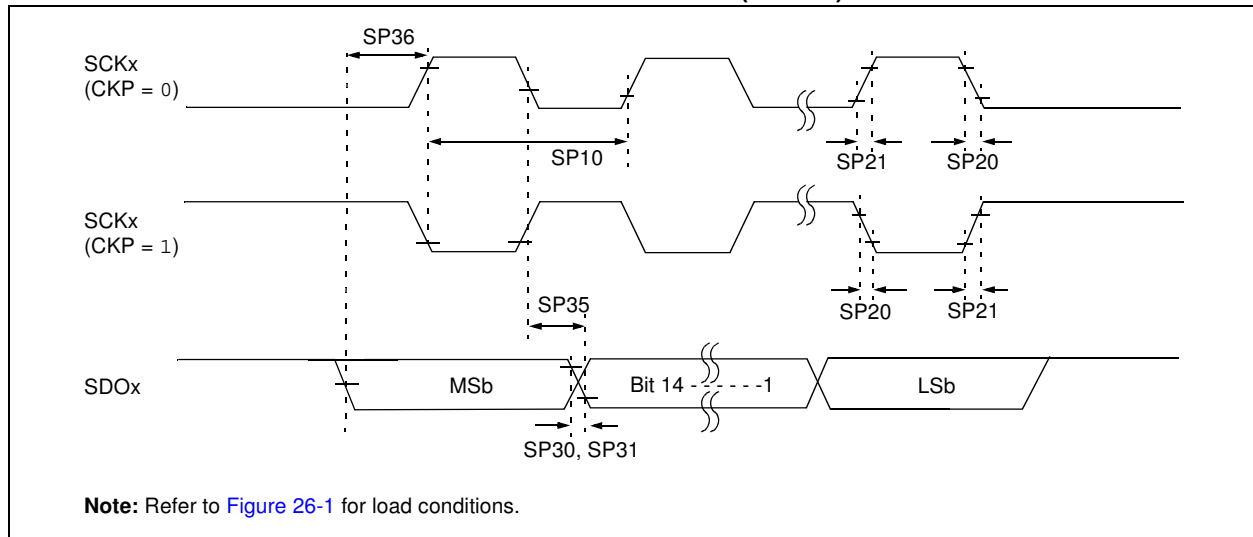 SP36
SCKx
(CKP = 0)
SP10
SP21
SP20
SCKx
(CKP = 1)
SP35
SP20
SP21
SDOx
MSb
Bit 14 - - - - - -1
LSb
SP30, SP31
Note: Refer to Figure 26-1 for load conditions.